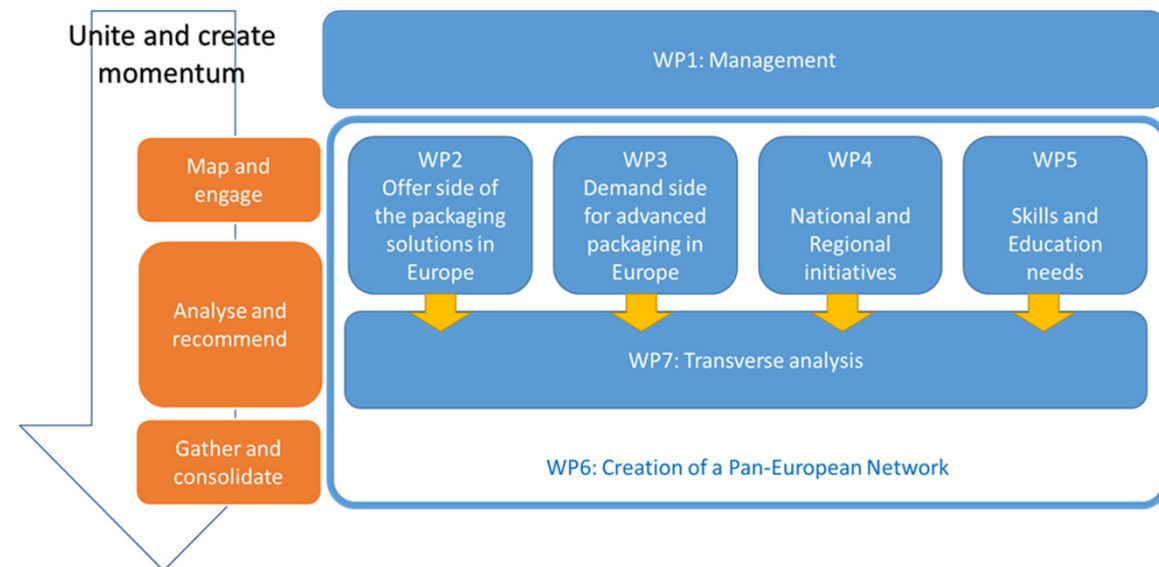 Unite and create
momentum
WP1: Management
Map and
engage
WP2
Offer side of
the packaging
solutions in
Europe
WP3
Demand side
for advanced
packaging in
Europe
WP4
National and
Regional
initiatives
WP5
Skills and
Education
needs
Analyse and
recommend
WP7: Transverse analysis
Gather and
consolidate
WP6: Creation of a Pan-European Network